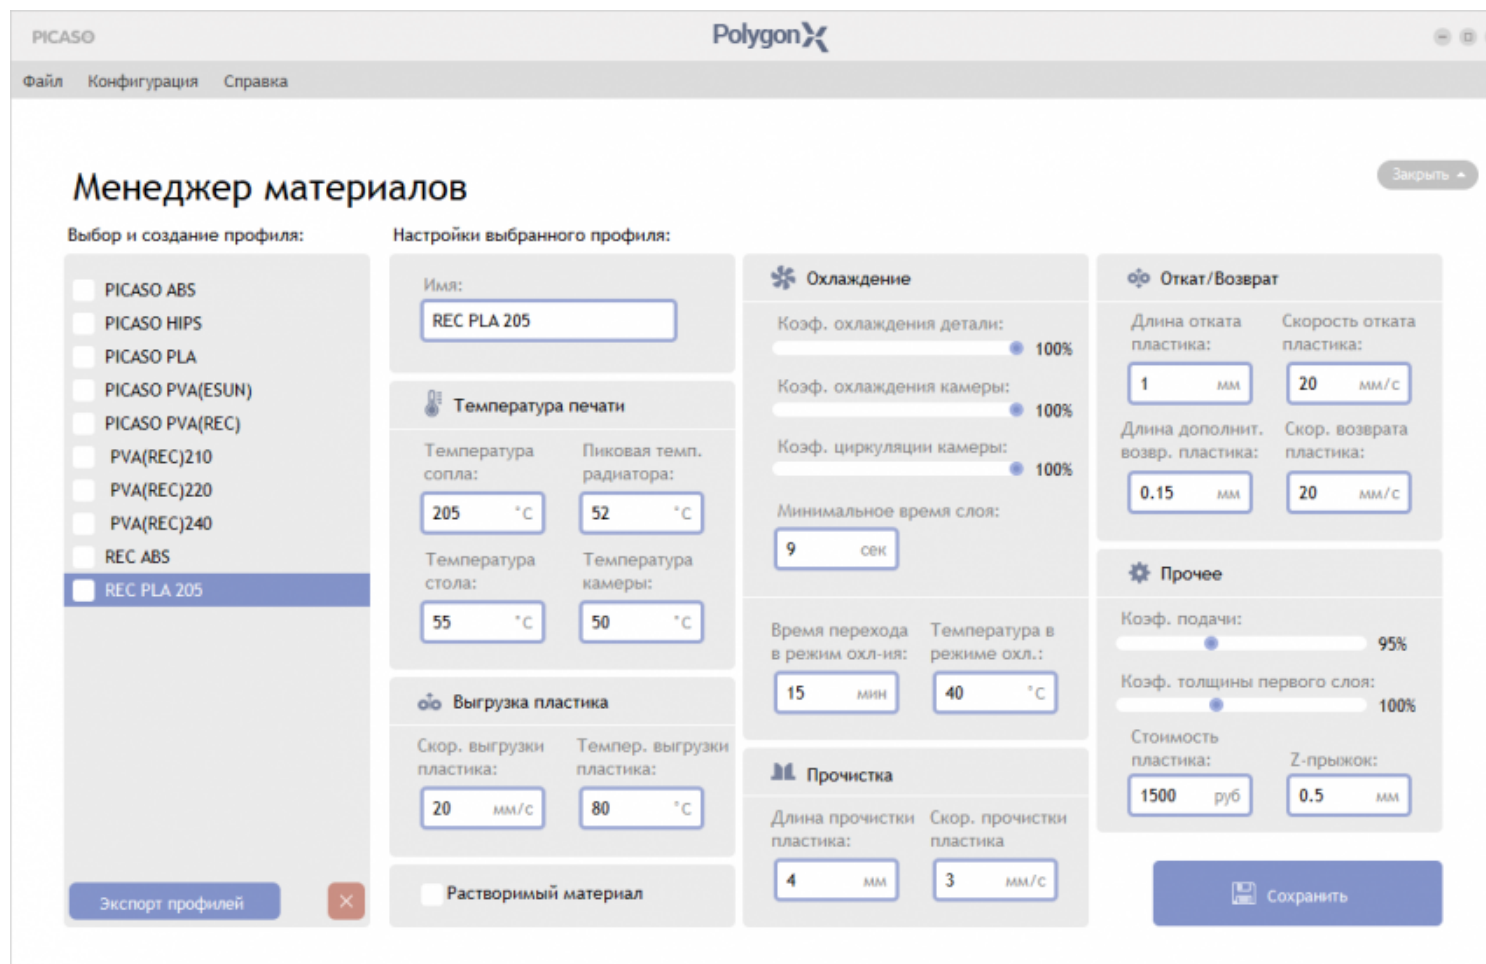 PICASO
PolygonX
Файл Конфигурация Справка
Менеджер материалов
Закрыть
Выбор и создание профиля:
Настройки выбранного профиля:
PICASO ABS
PICASO HIPS
PICASO PLA
PICASO PVA(ESUN)
PICASO PVA(REC)
PVA(REC)210
PVA(REC)220
PVA(REC)240
REC ABS
REC PLA 205
Экспорт профилей
Имя:
REC PLA 205
Температура печати
Температура сопла:
205 °C
Пиковая темп. радиатора:
52 °C
Температура стола:
55 °C
Температура камеры:
50 °C
Выгрузка пластика
Скор. выгрузки пластика:
20 мм/с
Темпер. выгрузки пластика:
80 °C
Растворимый материал
Охлаждение
Коэф. охлаждения детали:
100%
Коэф. охлаждения камеры:
100%
Коэф. циркуляции камеры:
100%
Минимальное время слоя:
9 сек
Время перехода в режим охл-ия:
15 мин
Температура в режиме охл.:
40 °C
Прочистка
Длина прочистки пластика:
4 мм
Скор. прочистки пластика
3 мм/с
Откат/Возврат
Длина отката пластика:
1 мм
Скорость отката пластика:
20 мм/с
Длина дополнит. возвр. пластика:
0.15 мм
Скор. возврата пластика:
20 мм/с
Прочее
Коэф. подачи:
95%
Коэф. толщины первого слоя:
100%
Стоимость пластика:
1500 руб
Z-прыжок:
0.5 мм
Сохранить